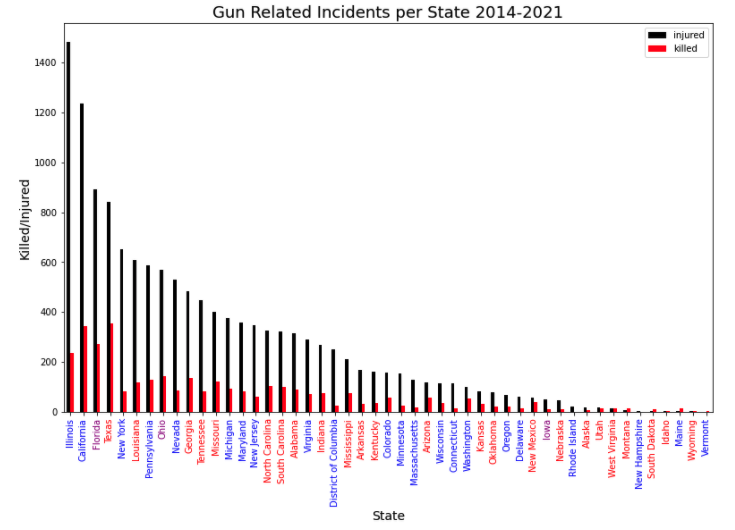 Gun Related Incidents per State 2014-2021
injured
killed
Killed/Injured
1400
1200
1000
800
600
400
200
0
Illinois
California
Florida
Texas
New York
Louisiana
Pennsylvania
Ohio
Nevada
Georgia
Tennessee
Missouri
Michigan
Maryland
New Jersey
North Carolina
South Carolina
Alabama
Virginia
Indiana
District of Columbia
Mississippi
Arkansas
Kentucky
Colorado
Minnesota
Massachusetts
Arizona
Wisconsin
Connecticut
Washington
Kansas
Oklahoma
Oregon
Delaware
New Mexico
Iowa
Nebraska
Rhode Island
Alaska
Utah
West Virginia
Montana
New Hampshire
South Dakota
Idaho
Maine
Wyoming
Vermont
State